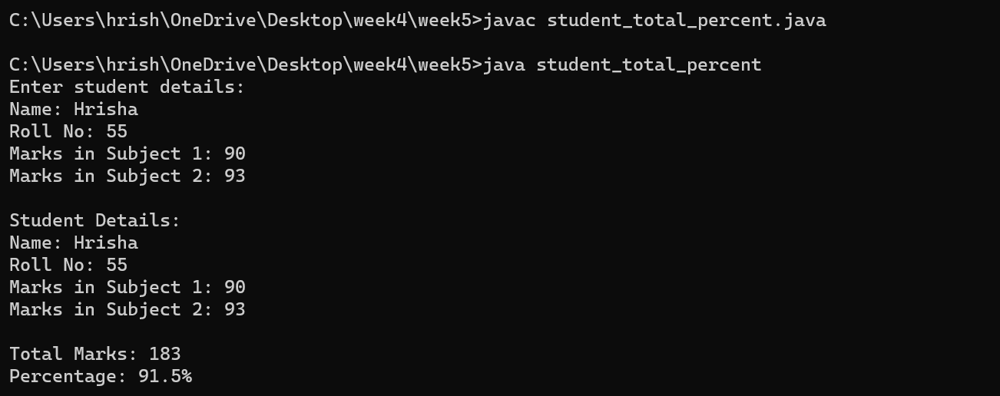 C:\Users\hrish\OneDrive\Desktop\week4\week5>javac student_total_percent.java
C:\Users\hrish\OneDrive\Desktop\week4\week5>java student_total_percent
Enter student details:
Name: Hrisha
Roll No: 55
Marks in Subject 1: 90
Marks in Subject 2: 93
Student Details:
Name: Hrisha
Roll No: 55
Marks in Subject 1: 90
Marks in Subject 2: 93
Total Marks: 183
Percentage: 91.5%